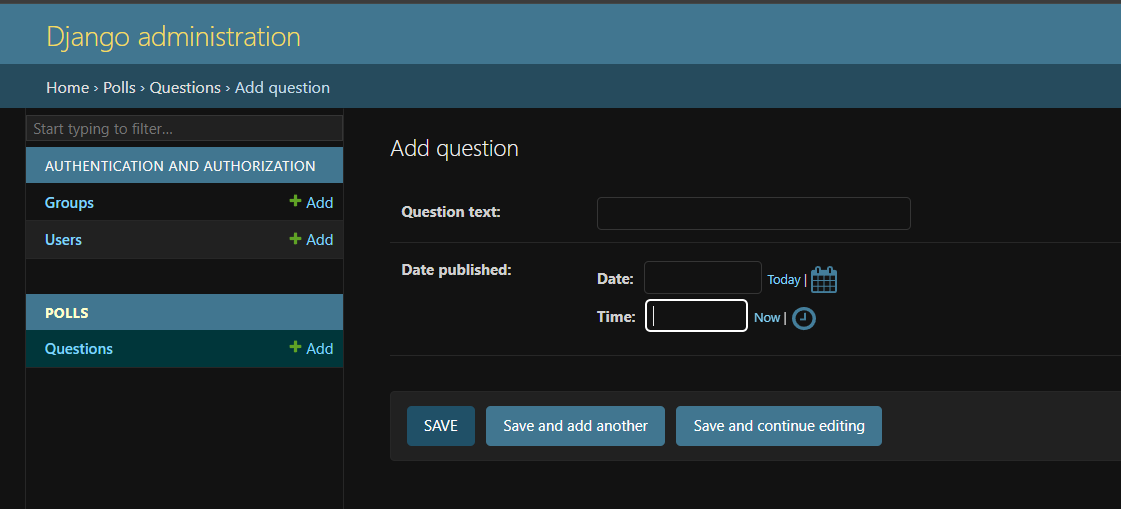 Django administration
Home › Polls › Questions › Add question
Start typing to filter...
AUTHENTICATION AND AUTHORIZATION
Groups + Add
Users + Add
POLLS
Questions + Add
Add question
Question text:
Date published:
Date: Today |
Time: Now |
SAVE Save and add another Save and continue editing